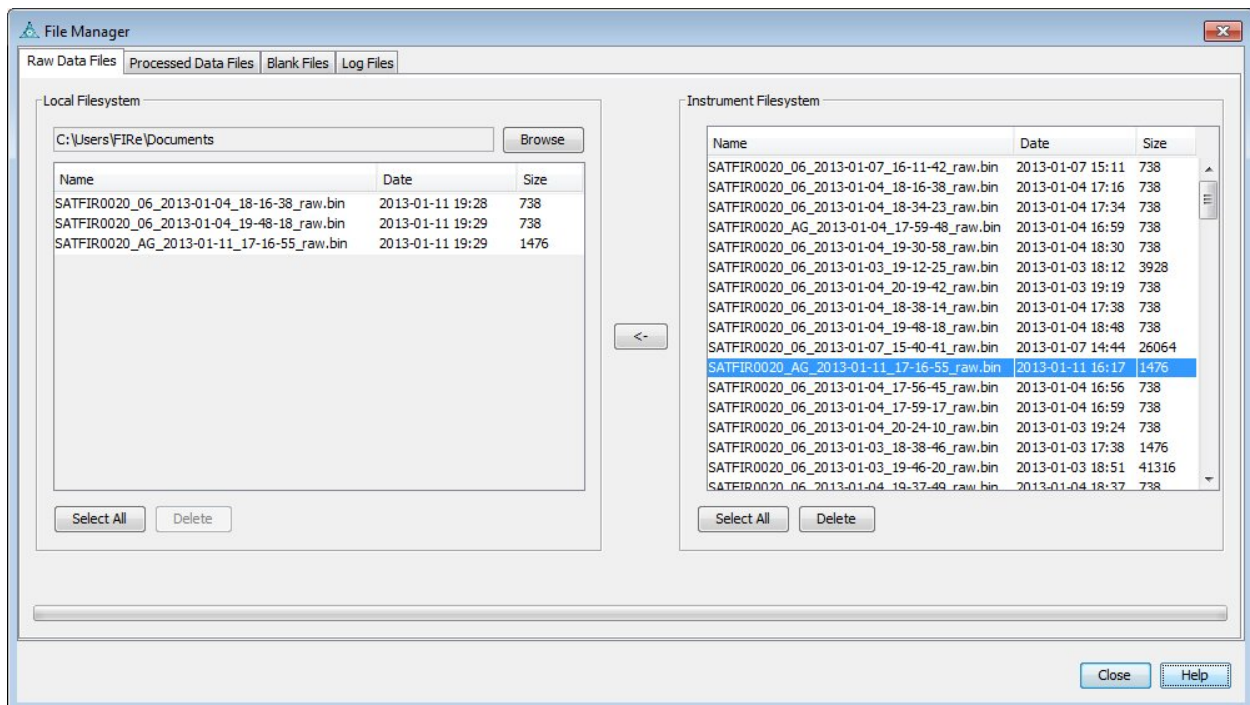 File Manager
Raw Data Files Processed Data Files Blank Files Log Files
Local Filesystem
C:\Users\FIRe\Documents Browse
Name Date Size
SATFIR0020_06_2013-01-04_18-16-38_raw.bin 2013-01-11 19:28 738
SATFIR0020_06_2013-01-04_19-48-18_raw.bin 2013-01-11 19:29 738
SATFIR0020_AG_2013-01-11_17-16-55_raw.bin 2013-01-11 19:29 1476
Select All Delete
<-
Instrument Filesystem
Name Date Size
SATFIR0020_06_2013-01-07_16-11-42_raw.bin 2013-01-07 15:11 738
SATFIR0020_06_2013-01-04_18-16-38_raw.bin 2013-01-04 17:16 738
SATFIR0020_06_2013-01-04_18-34-23_raw.bin 2013-01-04 17:34 738
SATFIR0020_AG_2013-01-04_17-59-48_raw.bin 2013-01-04 16:59 738
SATFIR0020_06_2013-01-04_19-30-58_raw.bin 2013-01-04 18:30 738
SATFIR0020_06_2013-01-03_19-12-25_raw.bin 2013-01-03 18:12 3928
SATFIR0020_06_2013-01-04_20-19-42_raw.bin 2013-01-03 19:19 738
SATFIR0020_06_2013-01-04_18-38-14_raw.bin 2013-01-04 17:38 738
SATFIR0020_06_2013-01-04_19-48-18_raw.bin 2013-01-04 18:48 738
SATFIR0020_06_2013-01-07_15-40-41_raw.bin 2013-01-07 14:44 26064
SATFIR0020_AG_2013-01-11_17-16-55_raw.bin 2013-01-11 16:17 1476
SATFIR0020_06_2013-01-04_17-56-45_raw.bin 2013-01-04 16:56 738
SATFIR0020_06_2013-01-04_17-59-17_raw.bin 2013-01-04 16:59 738
SATFIR0020_06_2013-01-04_20-24-10_raw.bin 2013-01-03 19:24 738
SATFIR0020_06_2013-01-03_18-38-46_raw.bin 2013-01-03 17:38 1476
SATFIR0020_06_2013-01-03_19-46-20_raw.bin 2013-01-03 18:51 41316
SATFIR0020_06_2013-01-04_19-37-49_raw.bin 2013-01-04 18:37 738
Select All Delete
Close Help